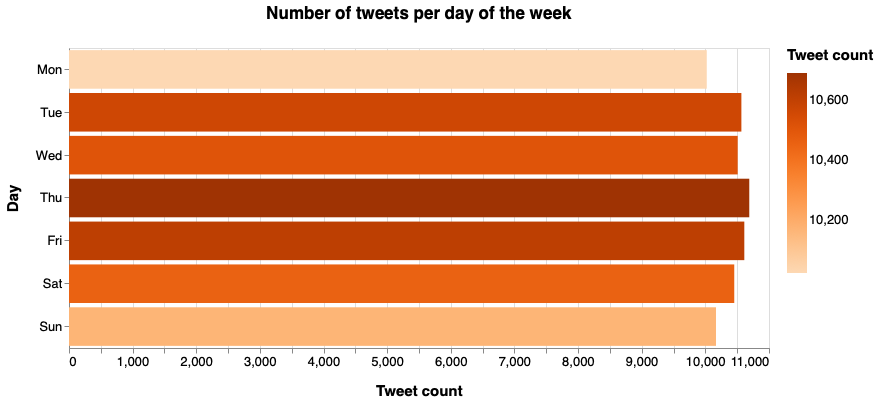 Number of tweets per day of the week
Tweet count
10,600
10,400
10,200
Day
Mon
Tue
Wed
Thu
Fri
Sat
Sun
0 1,000 2,000 3,000 4,000 5,000 6,000 7,000 8,000 9,000 10,000 11,000
Tweet count